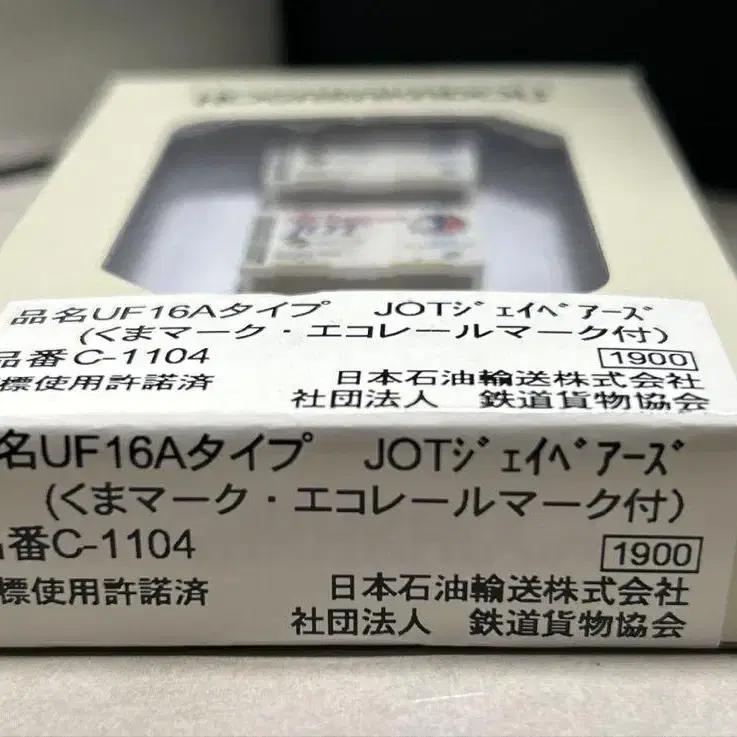 品名UF16Aタイプ　JOTｼﾞｪｲﾍﾞｱｰｽﾞ
(くまマーク・エコレールマーク付)
品番C-1104　1900
標使用許諾済　日本石油輸送株式会社
社団法人　鉄道貨物協会
名UF16Aタイプ　JOTｼﾞｪｲﾍﾞｱｰｽﾞ
(くまマーク・エコレールマーク付)
番C-1104　1900
標使用許諾済　日本石油輸送株式会社
社団法人　鉄道貨物協会